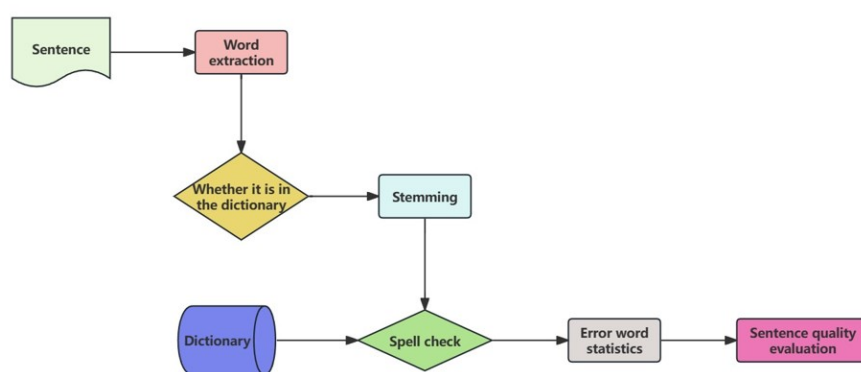 Sentence
Word
extraction
Whether it is in
the dictionary
Stemming
Dictionary
Spell check
Error word
statistics
Sentence quality
evaluation